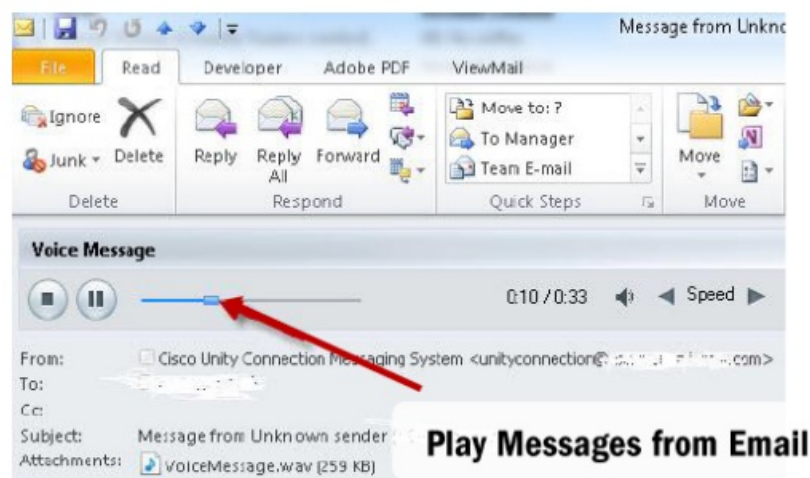 Message from Unkno
File Read Developer Adobe PDF ViewMail
Ignore
Junk
Delete
Reply
Reply All
Forward
Move to: ?
To Manager
Team E-mail
Move
Delete Respond Quick Steps Move
Voice Message
0:10 / 0:33 Speed
From: Cisco Unity Connection Messaging System <unityconnection@ .com>
To:
Cc:
Subject: Message from Unknown sender
Attachments: VoiceMessage.wav (259 KB)
Play Messages from Email